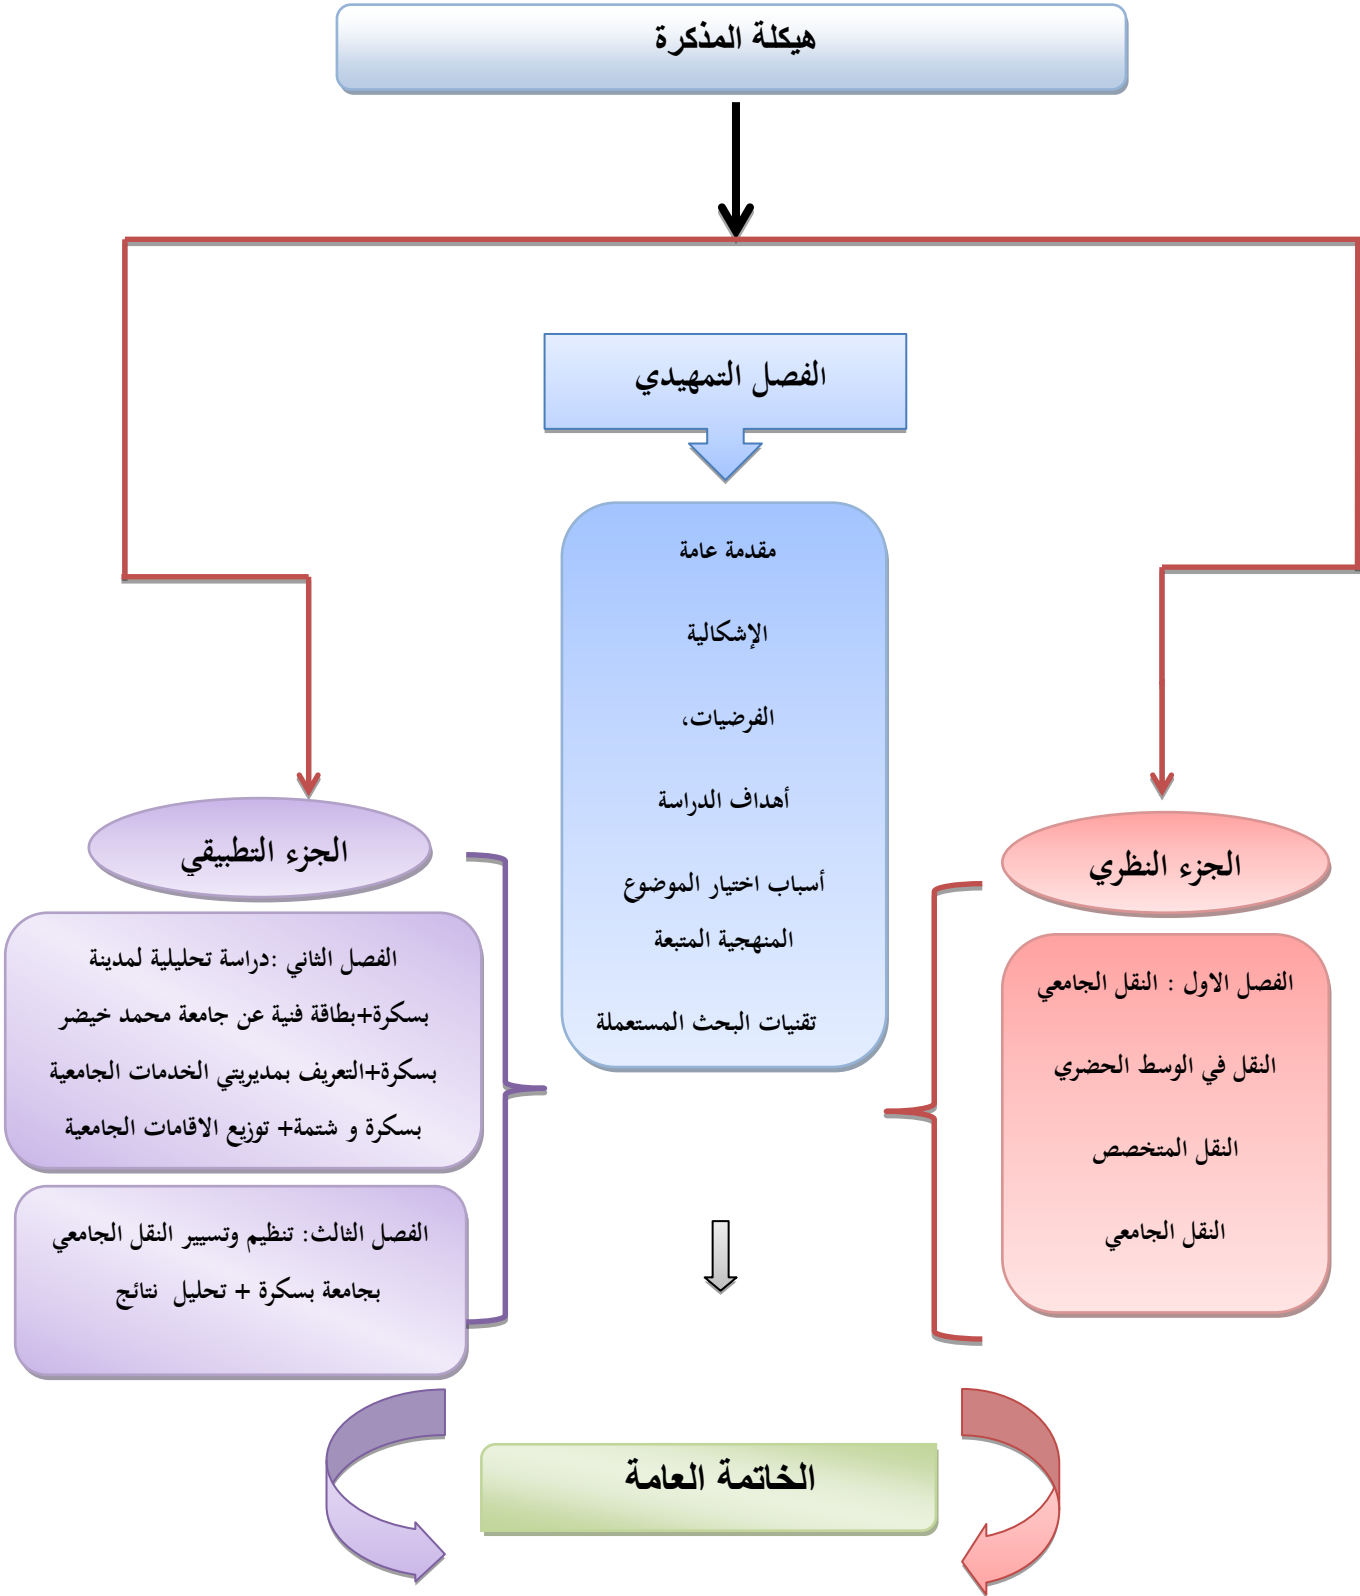 هيكلة المذكرة
الفصل التمهيدي
مقدمة عامة
الإشكالية
الفرضيات،
أهداف الدراسة
أسباب اختيار الموضوع
المنهجية المتبعة
تقنيات البحث المستعملة
الجزء النظري
الفصل الاول : النقل الجامعي
النقل في الوسط الحضري
النقل المتخصص
النقل الجامعي
الجزء التطبيقي
الفصل الثاني :دراسة تحليلية لمدينة
بسكرة+بطاقة فنية عن جامعة محمد خيضر
بسكرة+التعريف بمديريتي الخدمات الجامعية
بسكرة و شتمة+ توزيع الاقامات الجامعية
الفصل الثالث: تنظيم وتسيير النقل الجامعي
بجامعة بسكرة + تحليل نتائج
الخاتمة العامة